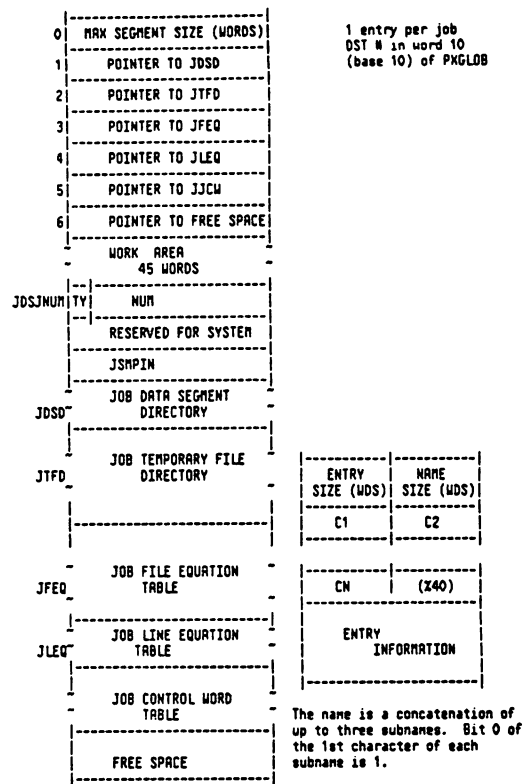 0 MAX SEGMENT SIZE (WORDS)
1 entry per job
DST # in word 10
(base 10) of PXGLOB
1 POINTER TO JDSD
2 POINTER TO JTFD
3 POINTER TO JFEQ
4 POINTER TO JLEQ
5 POINTER TO JJCW
6 POINTER TO FREE SPACE
WORK AREA
45 WORDS
JDSJNUM TY NUM
RESERVED FOR SYSTEM
JSMPIN
JDSD JOB DATA SEGMENT
DIRECTORY
JTFD JOB TEMPORARY FILE
DIRECTORY
ENTRY NAME
SIZE (WDS) SIZE (WDS)
C1 C2
JFEQ JOB FILE EQUATION
TABLE
CN (%40)
ENTRY
INFORMATION
JLEQ JOB LINE EQUATION
TABLE
JOB CONTROL WORD
TABLE
The name is a concatenation of
up to three subnames. Bit 0 of
the 1st character of each
subname is 1.
FREE SPACE